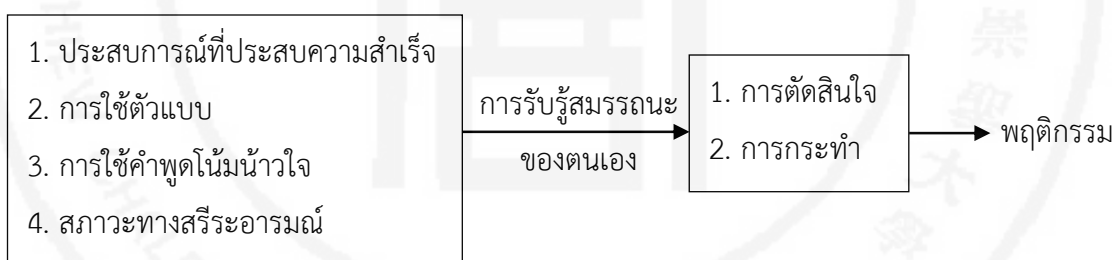 1. ประสบการณ์ที่ประสบความสำเร็จ
2. การใช้ตัวแบบ
3. การใช้คำพูดโน้มน้าวใจ
4. สภาวะทางสรีระอารมณ์
การรับรู้สมรรถนะ
ของตนเอง
1. การตัดสินใจ
2. การกระทำ
พฤติกรรม
崇
聖
大
學